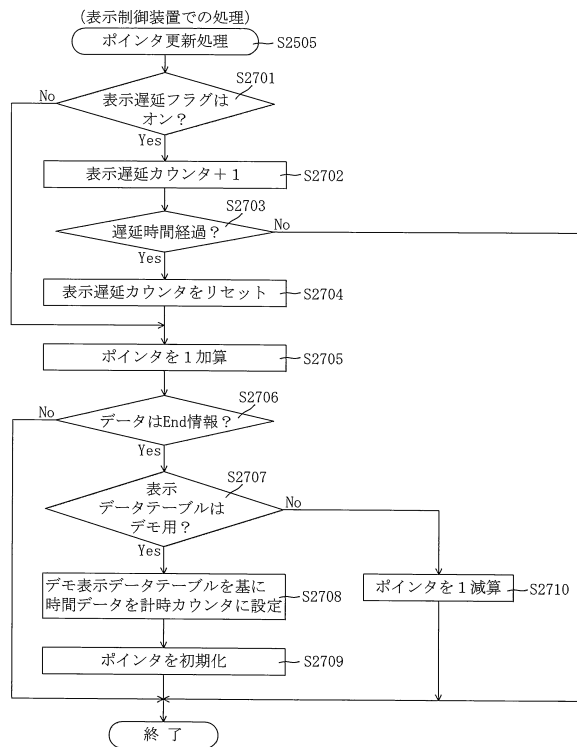 (表示制御装置での処理)
ポインタ更新処理
S2505
S2701
No
表示遅延フラグは
オン？
Yes
表示遅延カウンタ＋１
S2702
S2703
遅延時間経過？
No
Yes
表示遅延カウンタをリセット
S2704
ポインタを１加算
S2705
S2706
No
データはEnd情報？
Yes
S2707
表示
データテーブルは
デモ用？
No
Yes
デモ表示データテーブルを基に
時間データを計時カウンタに設定
S2708
ポインタを１減算
S2710
ポインタを初期化
S2709
終 了